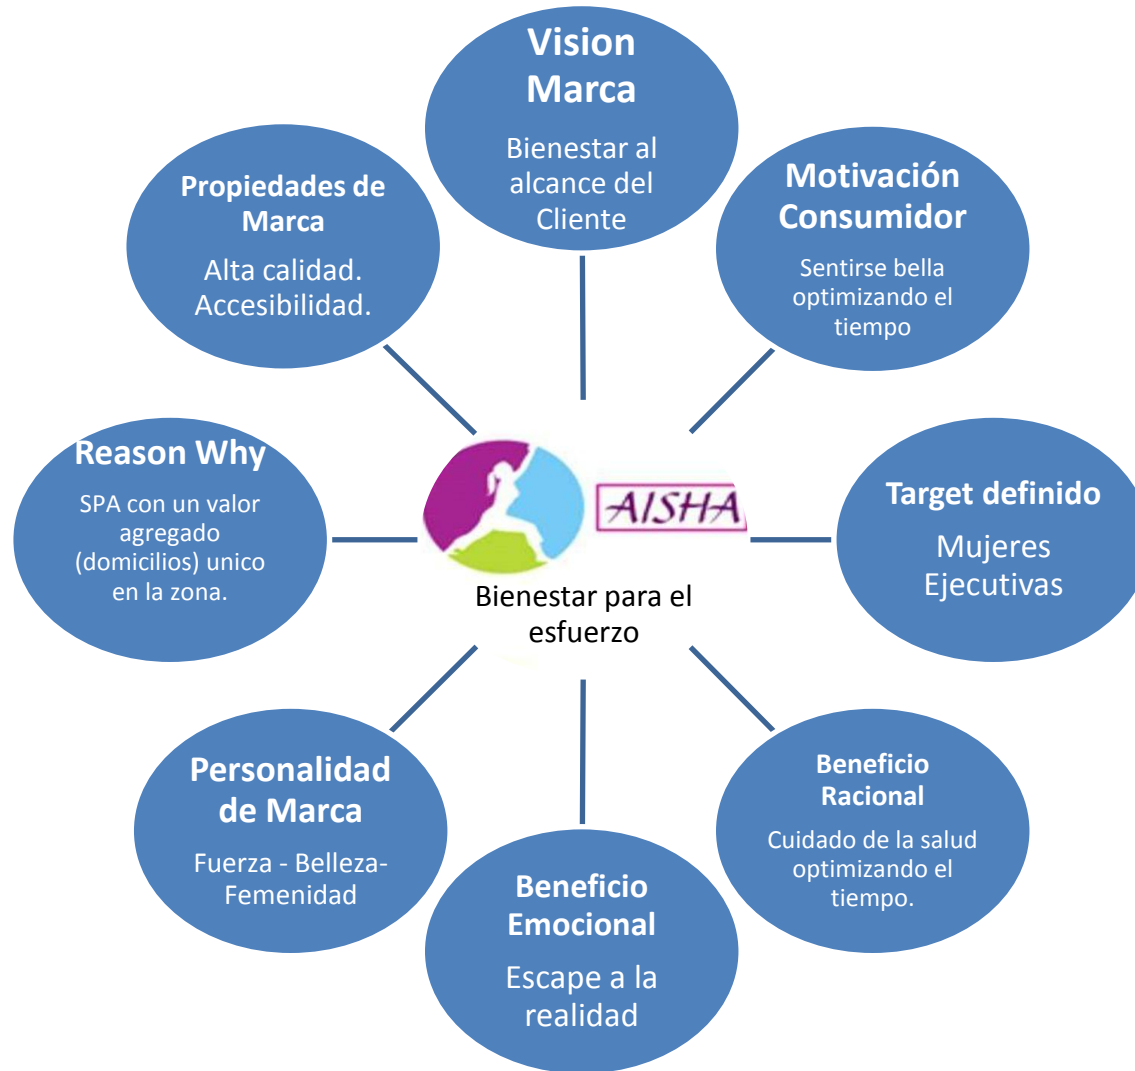 Vision
Marca
Bienestar al
alcance del
Cliente
Motivación
Consumidor
Sentirse bella
optimizando el
tiempo
Target definido
Mujeres
Ejecutivas
Beneficio
Racional
Cuidado de la salud
optimizando el
tiempo.
Beneficio
Emocional
Escape a la
realidad
Personalidad
de Marca
Fuerza - Belleza-
Femenidad
Reason Why
SPA con un valor
agregado
(domicilios) unico
en la zona.
Propiedades de
Marca
Alta calidad.
Accesibilidad.
AISHA
Bienestar para el
esfuerzo